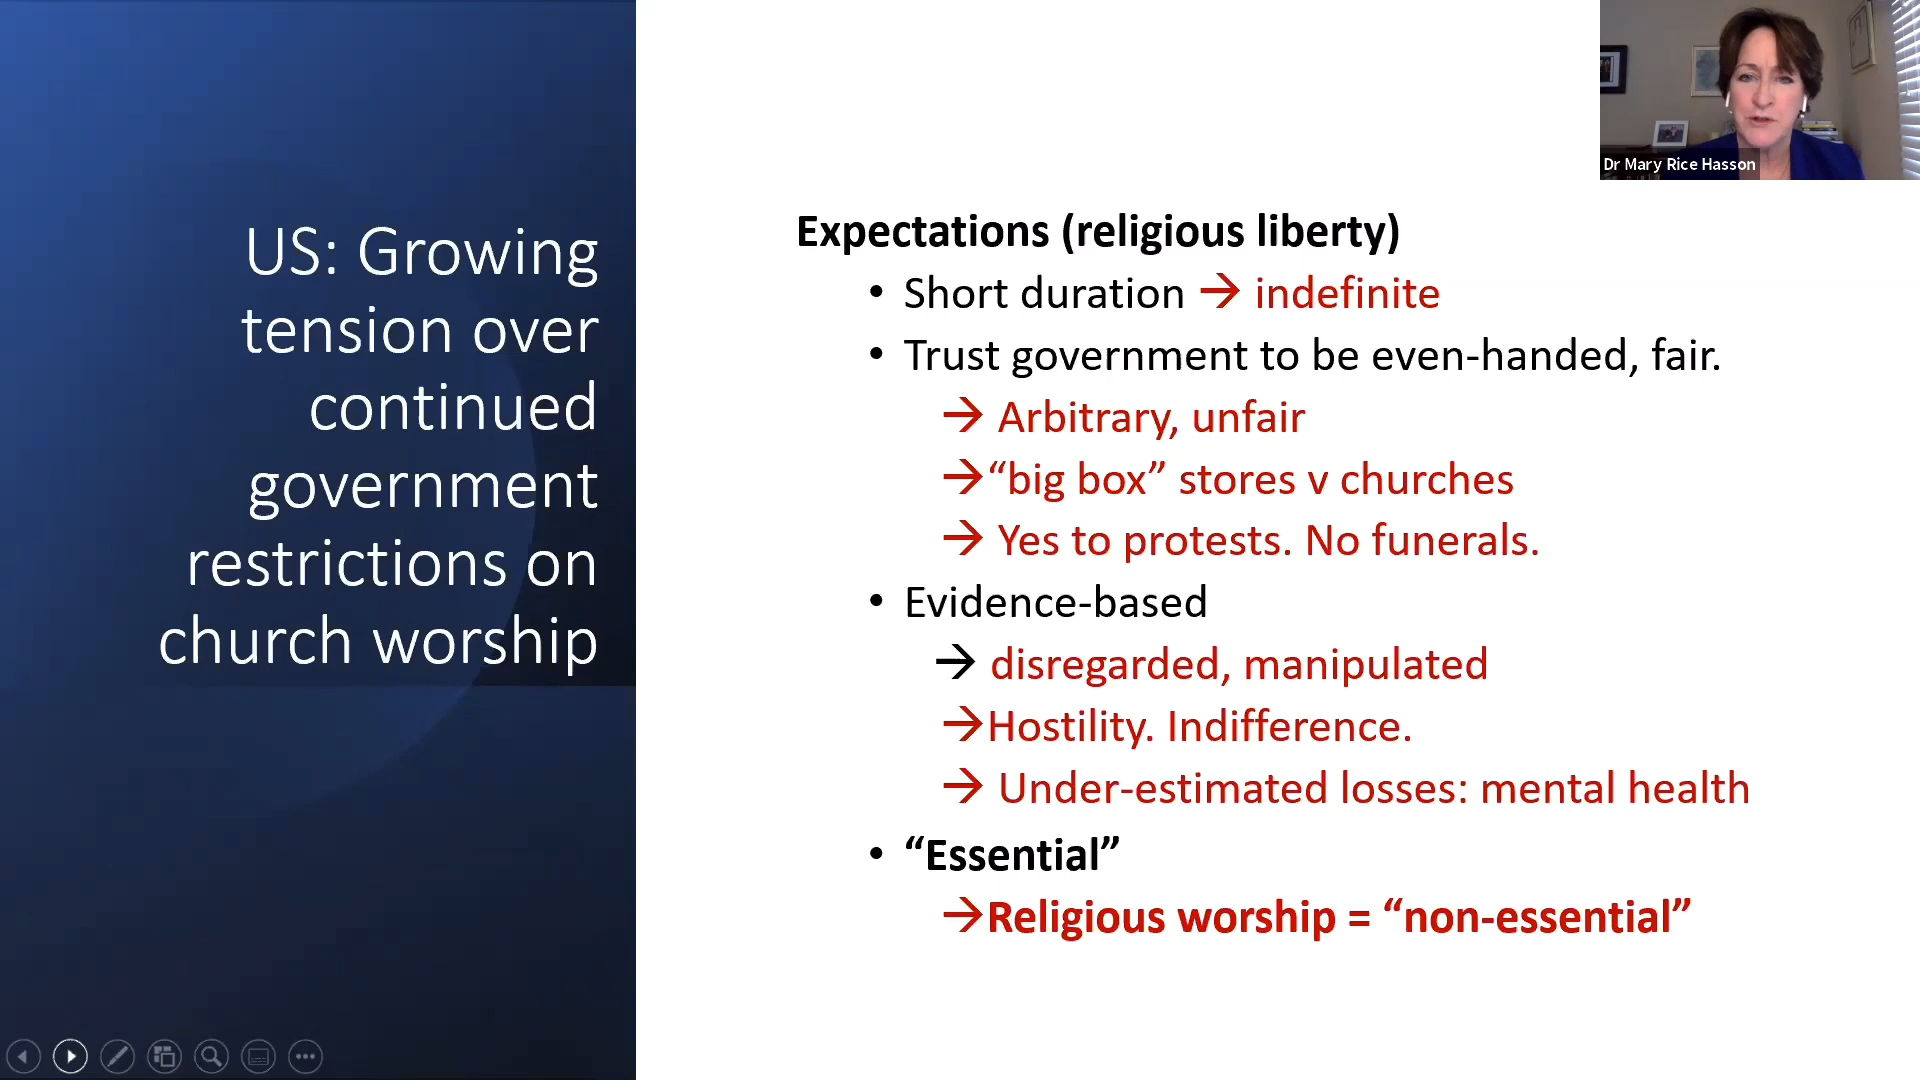 US: Growing
tension over
continued
government
restrictions on
church worship
Dr Mary Rice Hasson
Expectations (religious liberty)
• Short duration → indefinite
• Trust government to be even-handed, fair.
→ Arbitrary, unfair
→“big box” stores v churches
→ Yes to protests. No funerals.
• Evidence-based
→ disregarded, manipulated
→Hostility. Indifference.
→ Under-estimated losses: mental health
• “Essential”
→Religious worship = “non-essential”